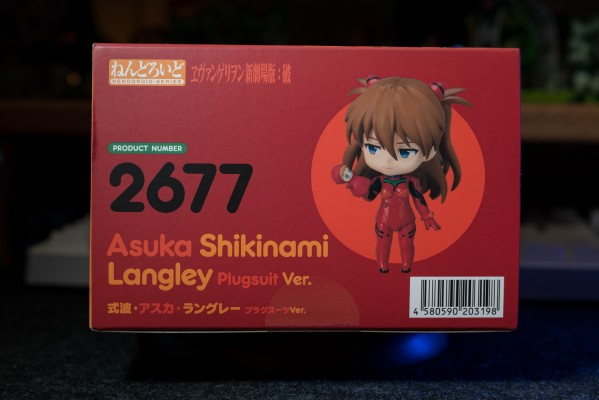 ねんどろいど
NENDOROID SERIES
ヱヴァンゲリヲン新劇場版:破
PRODUCT NUMBER
2677
Asuka Shikinami
Langley Plugsuit Ver.
式波・アスカ・ラングレー プラグスーツVer.
4 580590 203198